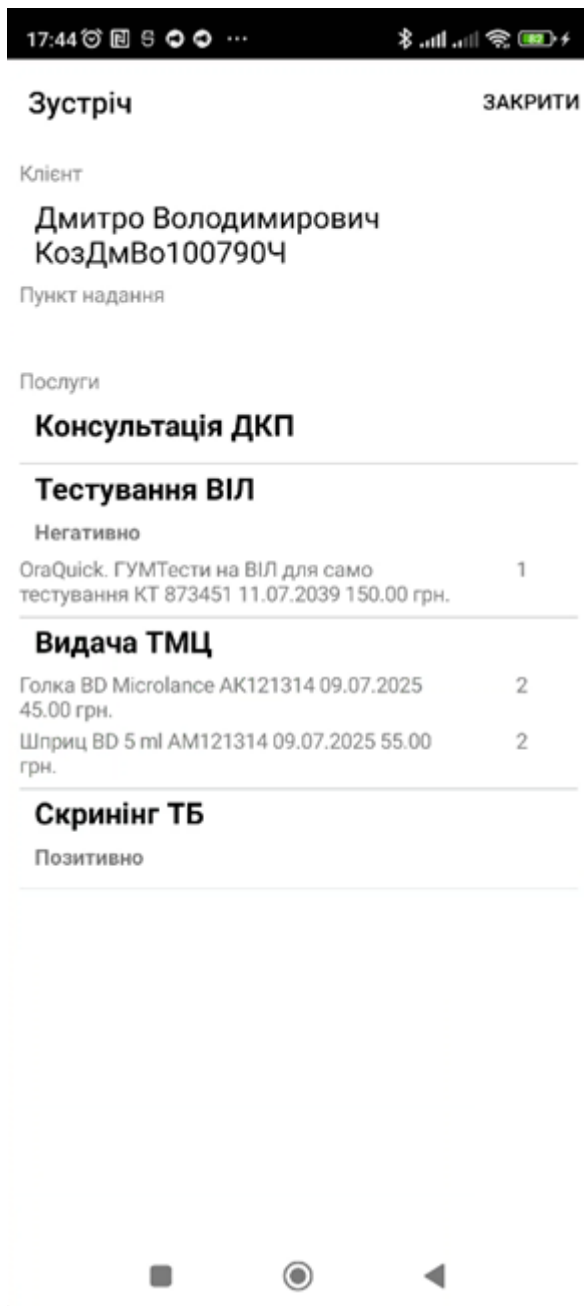 17:44
Зустріч
ЗАКРИТИ
Клієнт
Дмитро Володимирович
КозДмВо100790Ч
Пункт надання
Послуги
Консультація ДКП
Тестування ВІЛ
Негативно
OraQuick. ГУМТести на ВІЛ для само 1
тестування КТ 873451 11.07.2039 150.00 грн.
Видача ТМЦ
Голка BD Microlance АК121314 09.07.2025 2
45.00 грн.
Шприц BD 5 ml АМ121314 09.07.2025 55.00 2
грн.
Скринінг ТБ
Позитивно